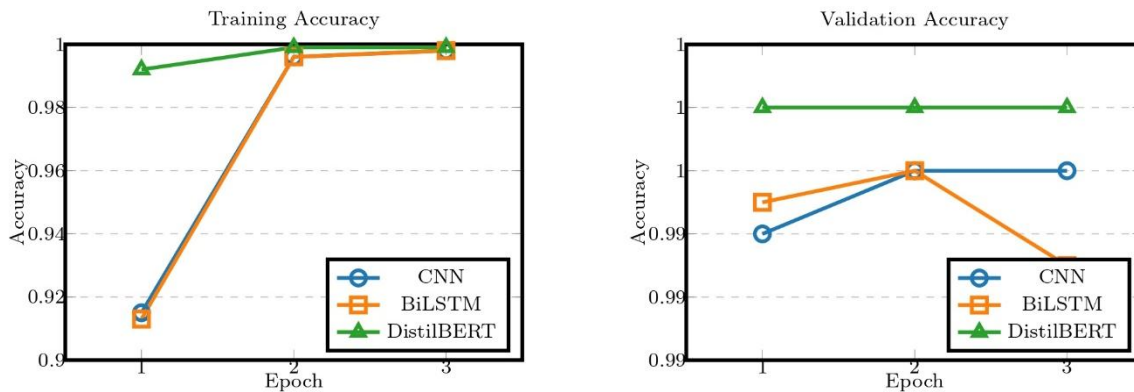 Training Accuracy
1
0.98
0.96
0.94
0.92
0.9
Accuracy
1
2
3
Epoch
CNN
BiLSTM
DistilBERT
Validation Accuracy
1
1
1
0.99
0.99
0.99
Accuracy
1
2
3
Epoch
CNN
BiLSTM
DistilBERT